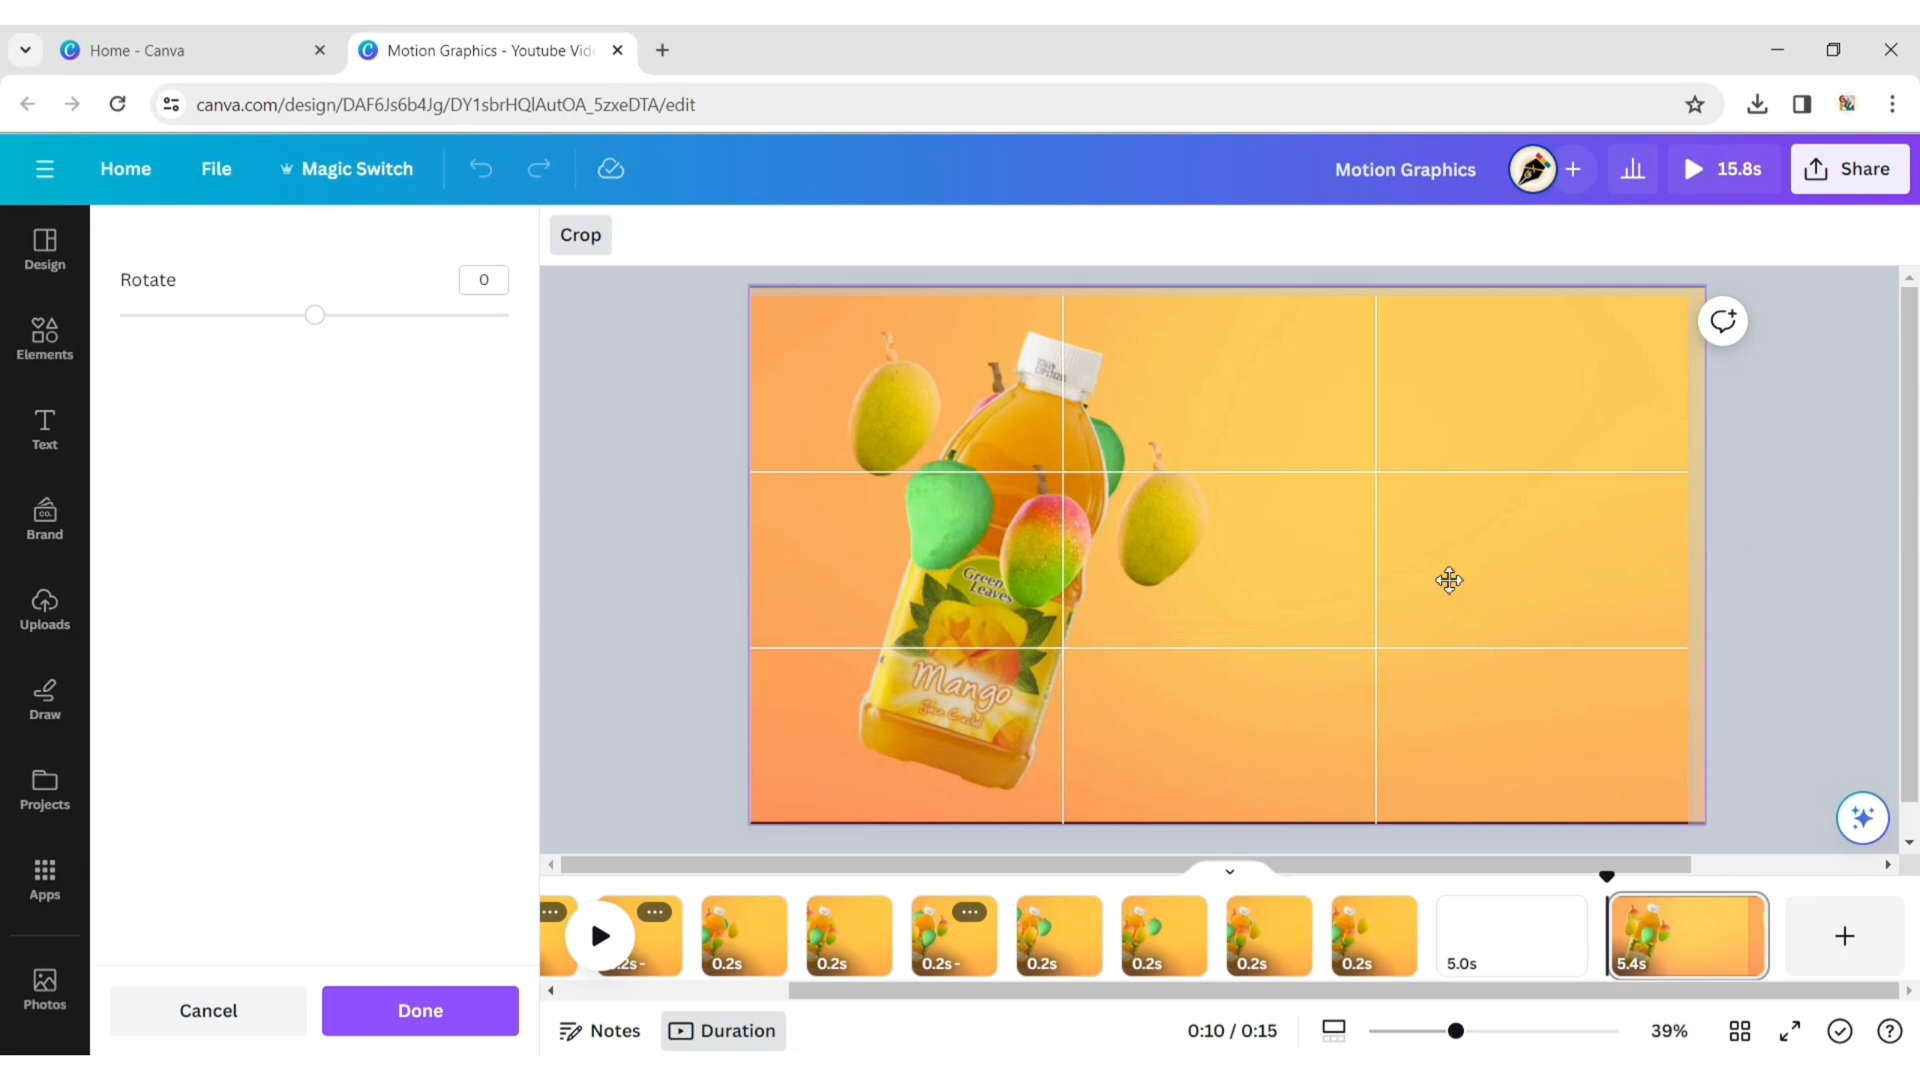 Home - Canva
Motion Graphics - Youtube Vid
canva.com/design/DAF6Js6b4Jg/DY1sbrHQlAutOA_5zxeDTA/edit
Home
File
Magic Switch
Motion Graphics
15.8s
Share
Design
Elements
Text
CO.
Brand
Uploads
Draw
Projects
Apps
Photos
Rotate
0
Cancel
Done
Crop
Green
Leaves
Mango
2s-
0.2s
0.2s
0.2s-
0.2s
0.2s
0.2s
0.2s
5.0s
5.4s
Notes
Duration
0:10 / 0:15
39%